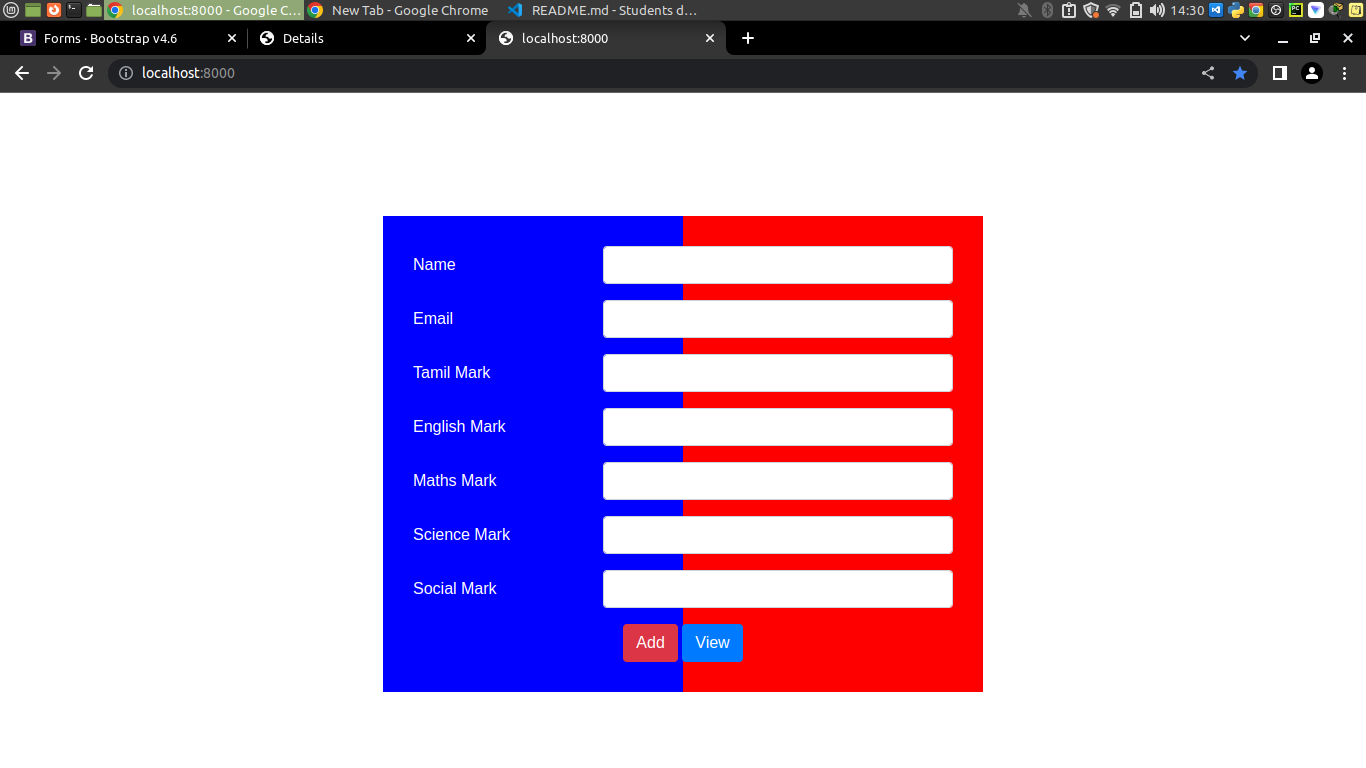 localhost:8000 - Google C... New Tab - Google Chrome README.md - Students d... 14:30
B Forms · Bootstrap v4.6 Details localhost:8000
localhost:8000
Name
Email
Tamil Mark
English Mark
Maths Mark
Science Mark
Social Mark
Add View